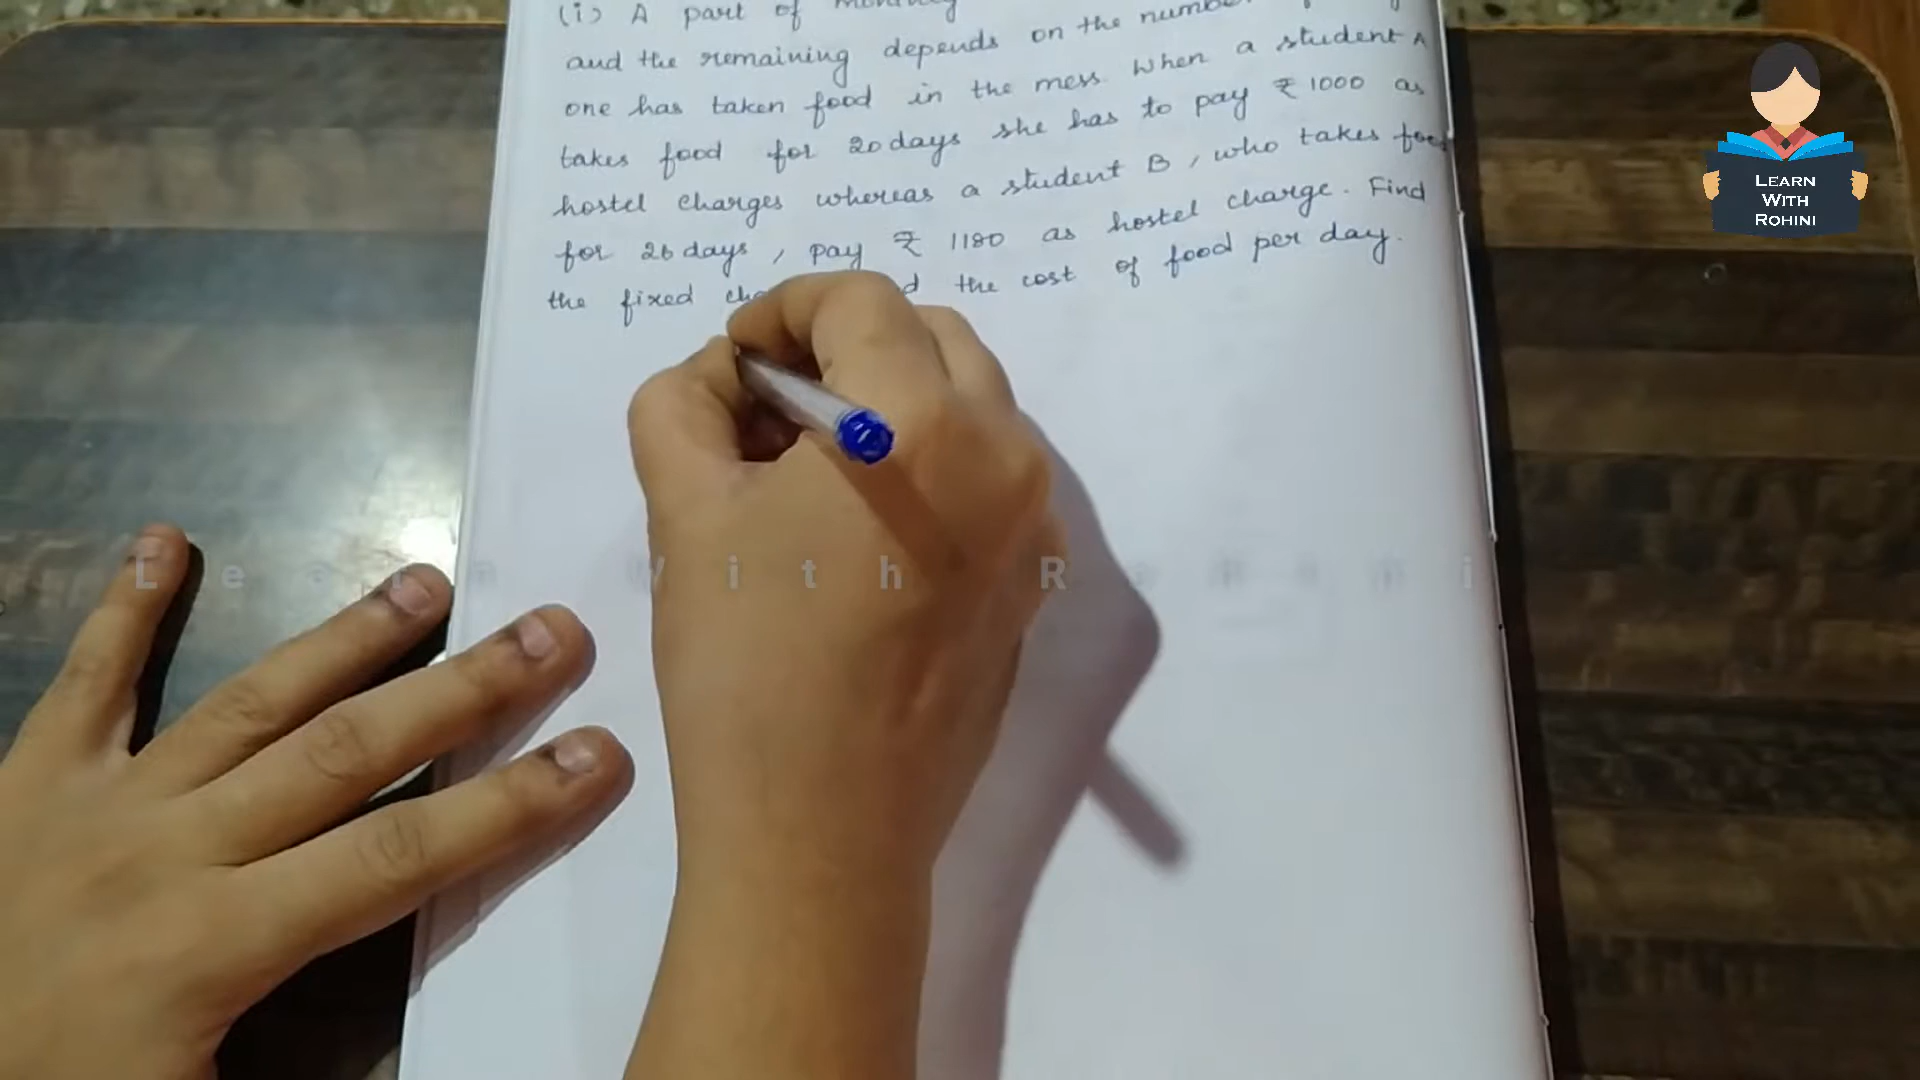 (i) A part of monthly
and the remaining depends on the number
one has taken food in the mess. When a student A
takes food for 20 days she has to pay ₹ 1000 as
hostel charges whereas a student B, who takes food
for 26 days, pay ₹ 1180 as hostel charge. Find
the fixed the cost of food per day.
LEARN
WITH
ROHINI
Learn With Rohini